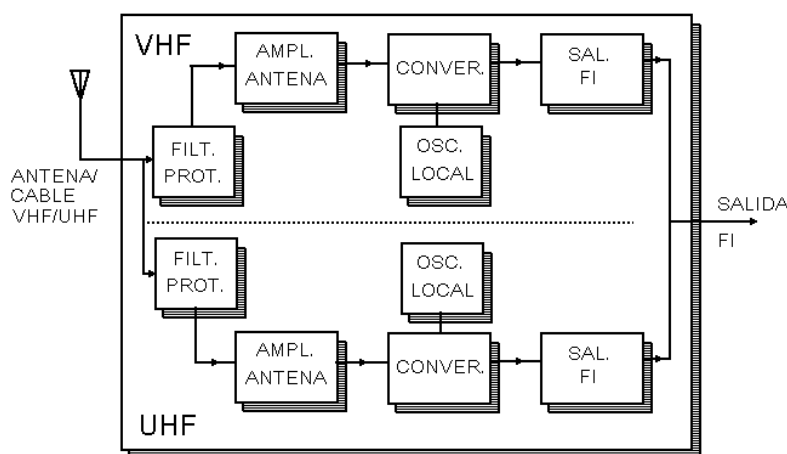 VHF
AMPL.
ANTENA
CONVER.
SAL.
FI
FILT.
PROT.
OSC.
LOCAL
ANTENA/
CABLE
VHF/UHF
SALIDA
FI
FILT.
PROT.
OSC.
LOCAL
AMPL.
ANTENA
CONVER.
SAL.
FI
UHF